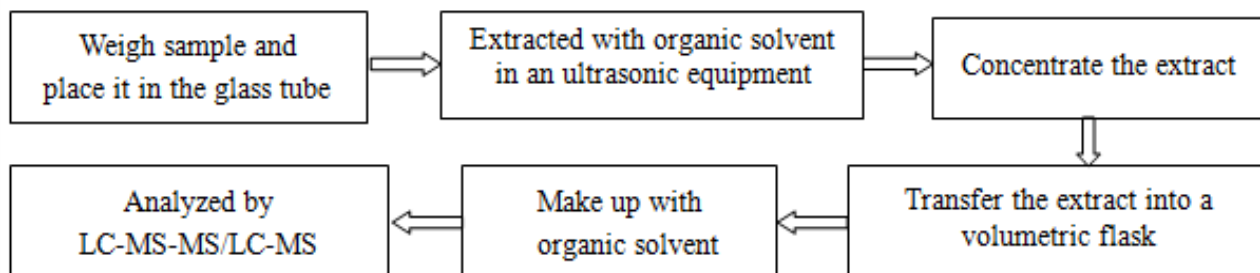 Weigh sample and
place it in the glass tube
Extracted with organic solvent
in an ultrasonic equipment
Concentrate the extract
Transfer the extract into a
volumetric flask
Make up with
organic solvent
Analyzed by
LC-MS-MS/LC-MS